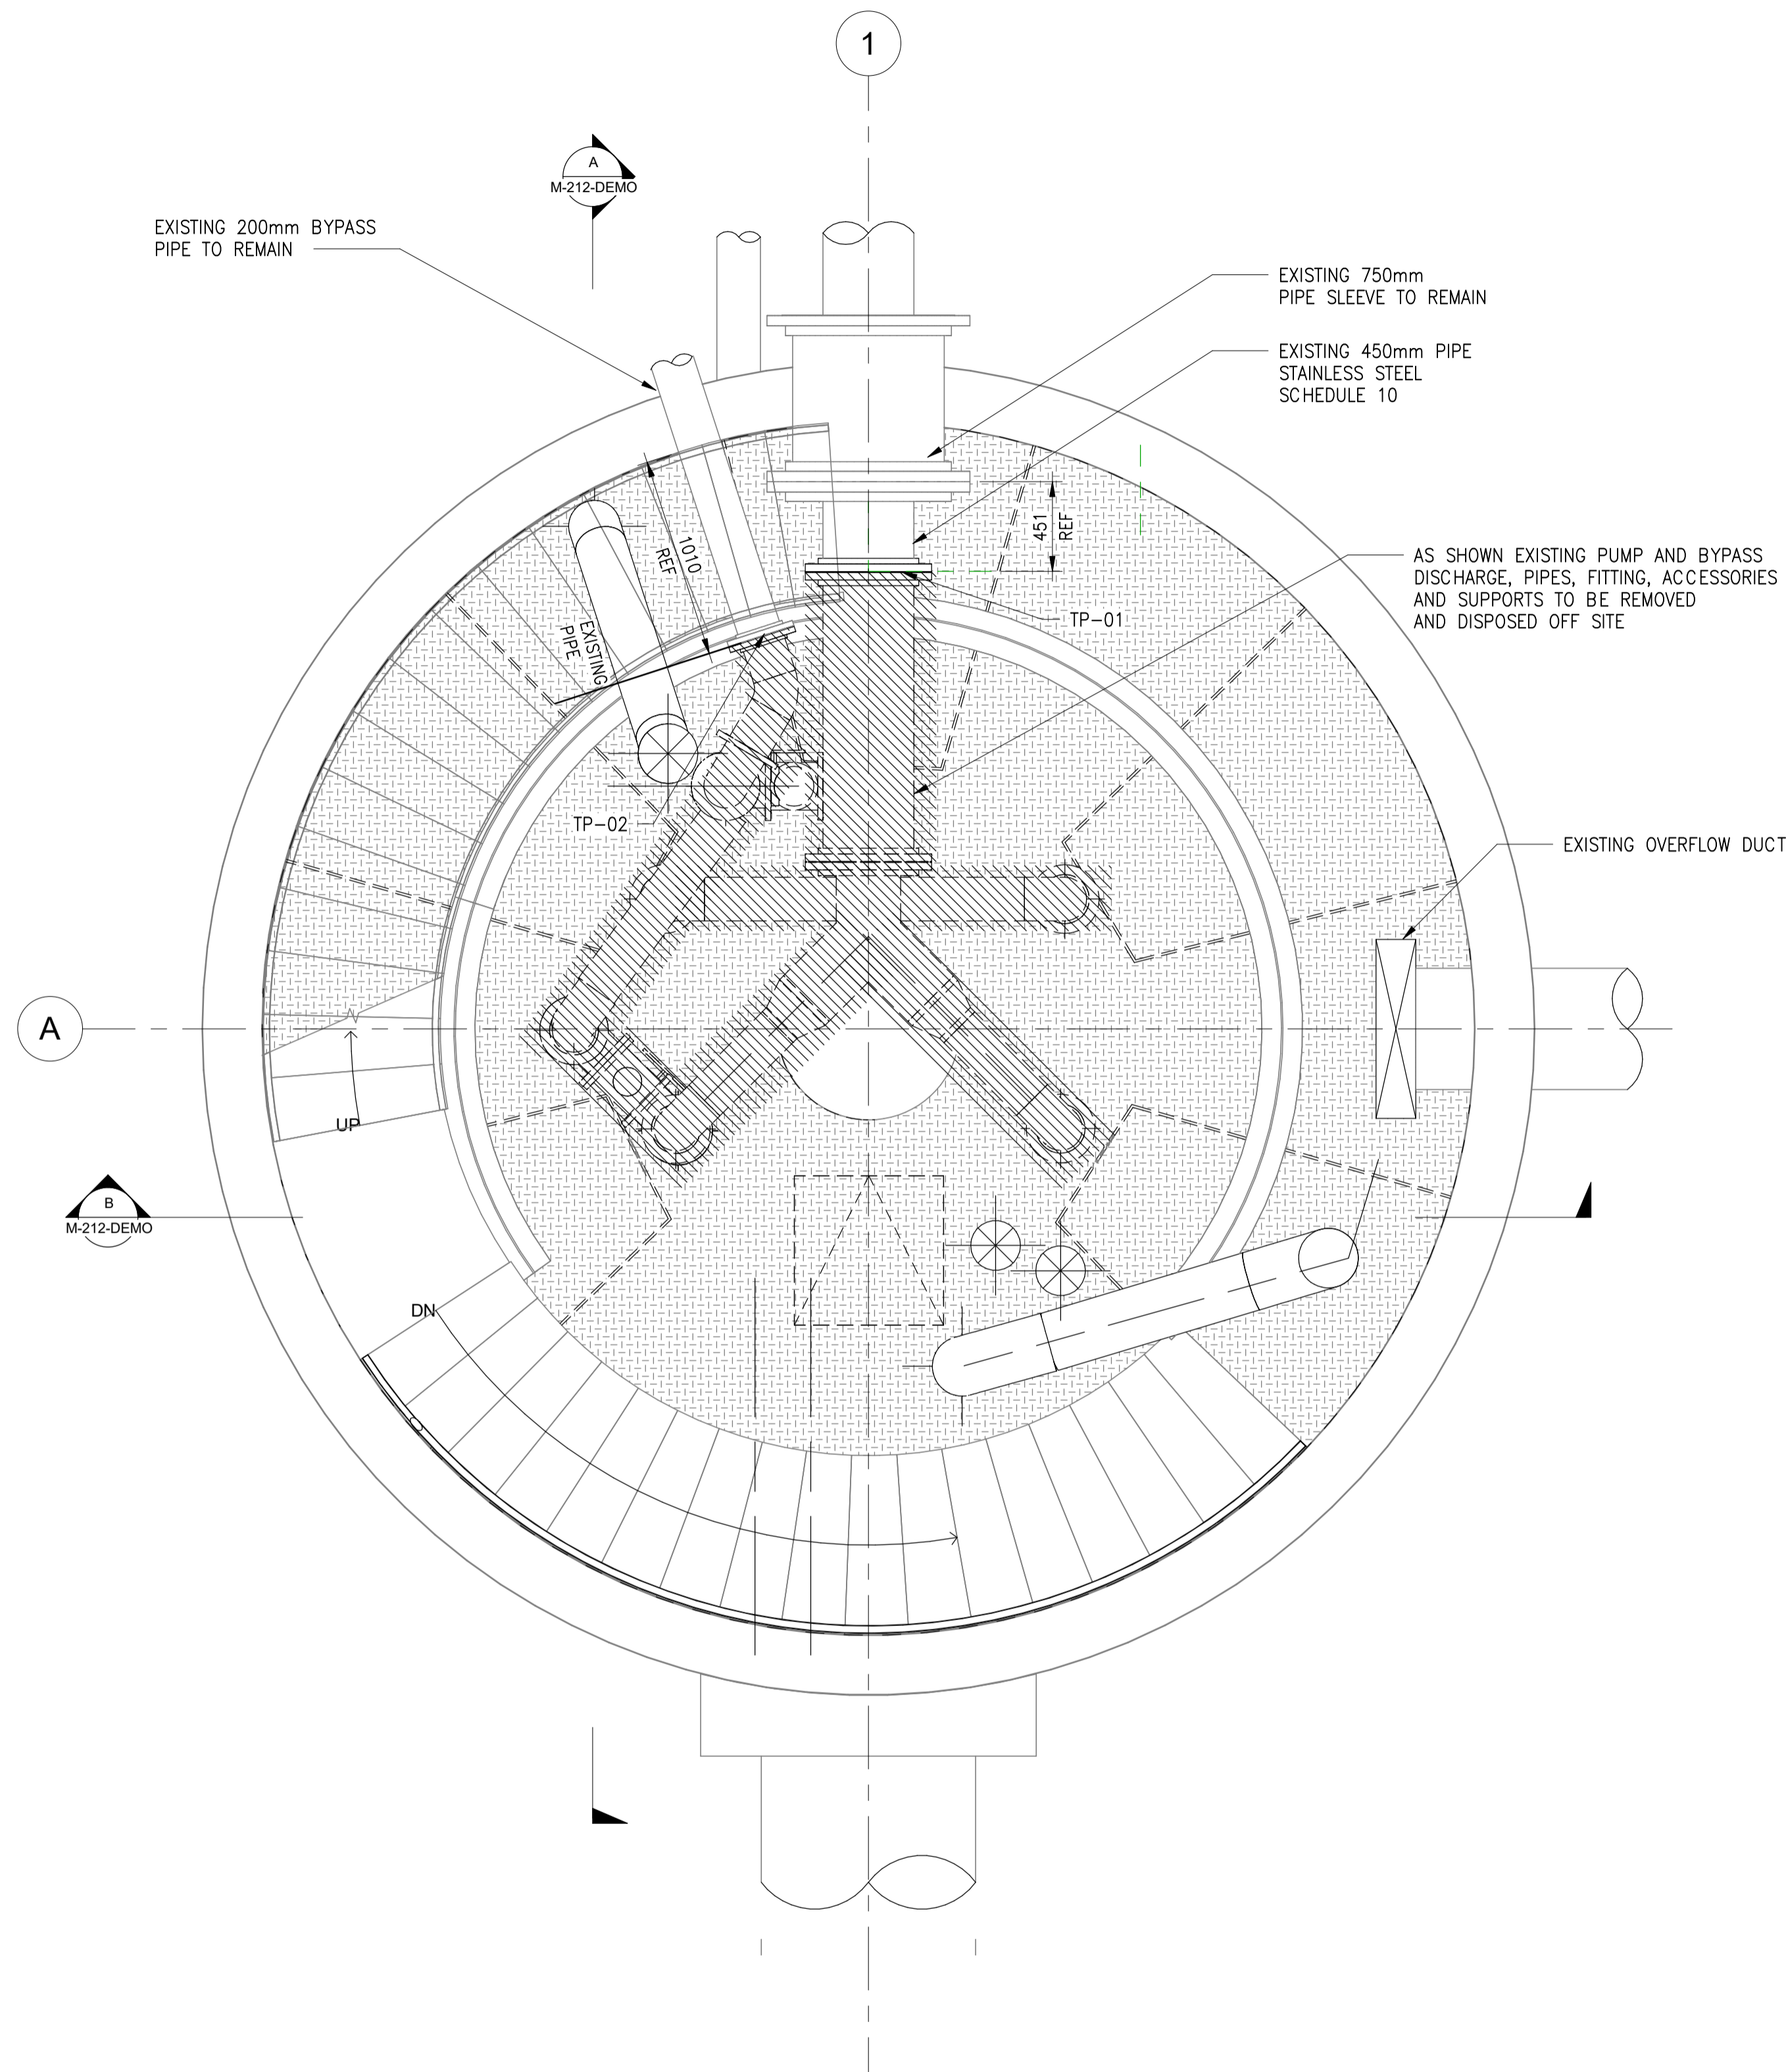 1
A
M-212-DEMO
EXISTING 200mm BYPASS
PIPE TO REMAIN
EXISTING 750mm
PIPE SLEEVE TO REMAIN
EXISTING 450mm PIPE
STAINLESS STEEL
SCHEDULE 10
451
REF
1010
REF
AS SHOWN EXISTING PUMP AND BYPASS
DISCHARGE, PIPES, FITTING, ACCESSORIES
AND SUPPORTS TO BE REMOVED
AND DISPOSED OFF SITE
TP-01
EXISTING
PIPE
TP-02
EXISTING OVERFLOW DUCT
A
UP
B
M-212-DEMO
DN